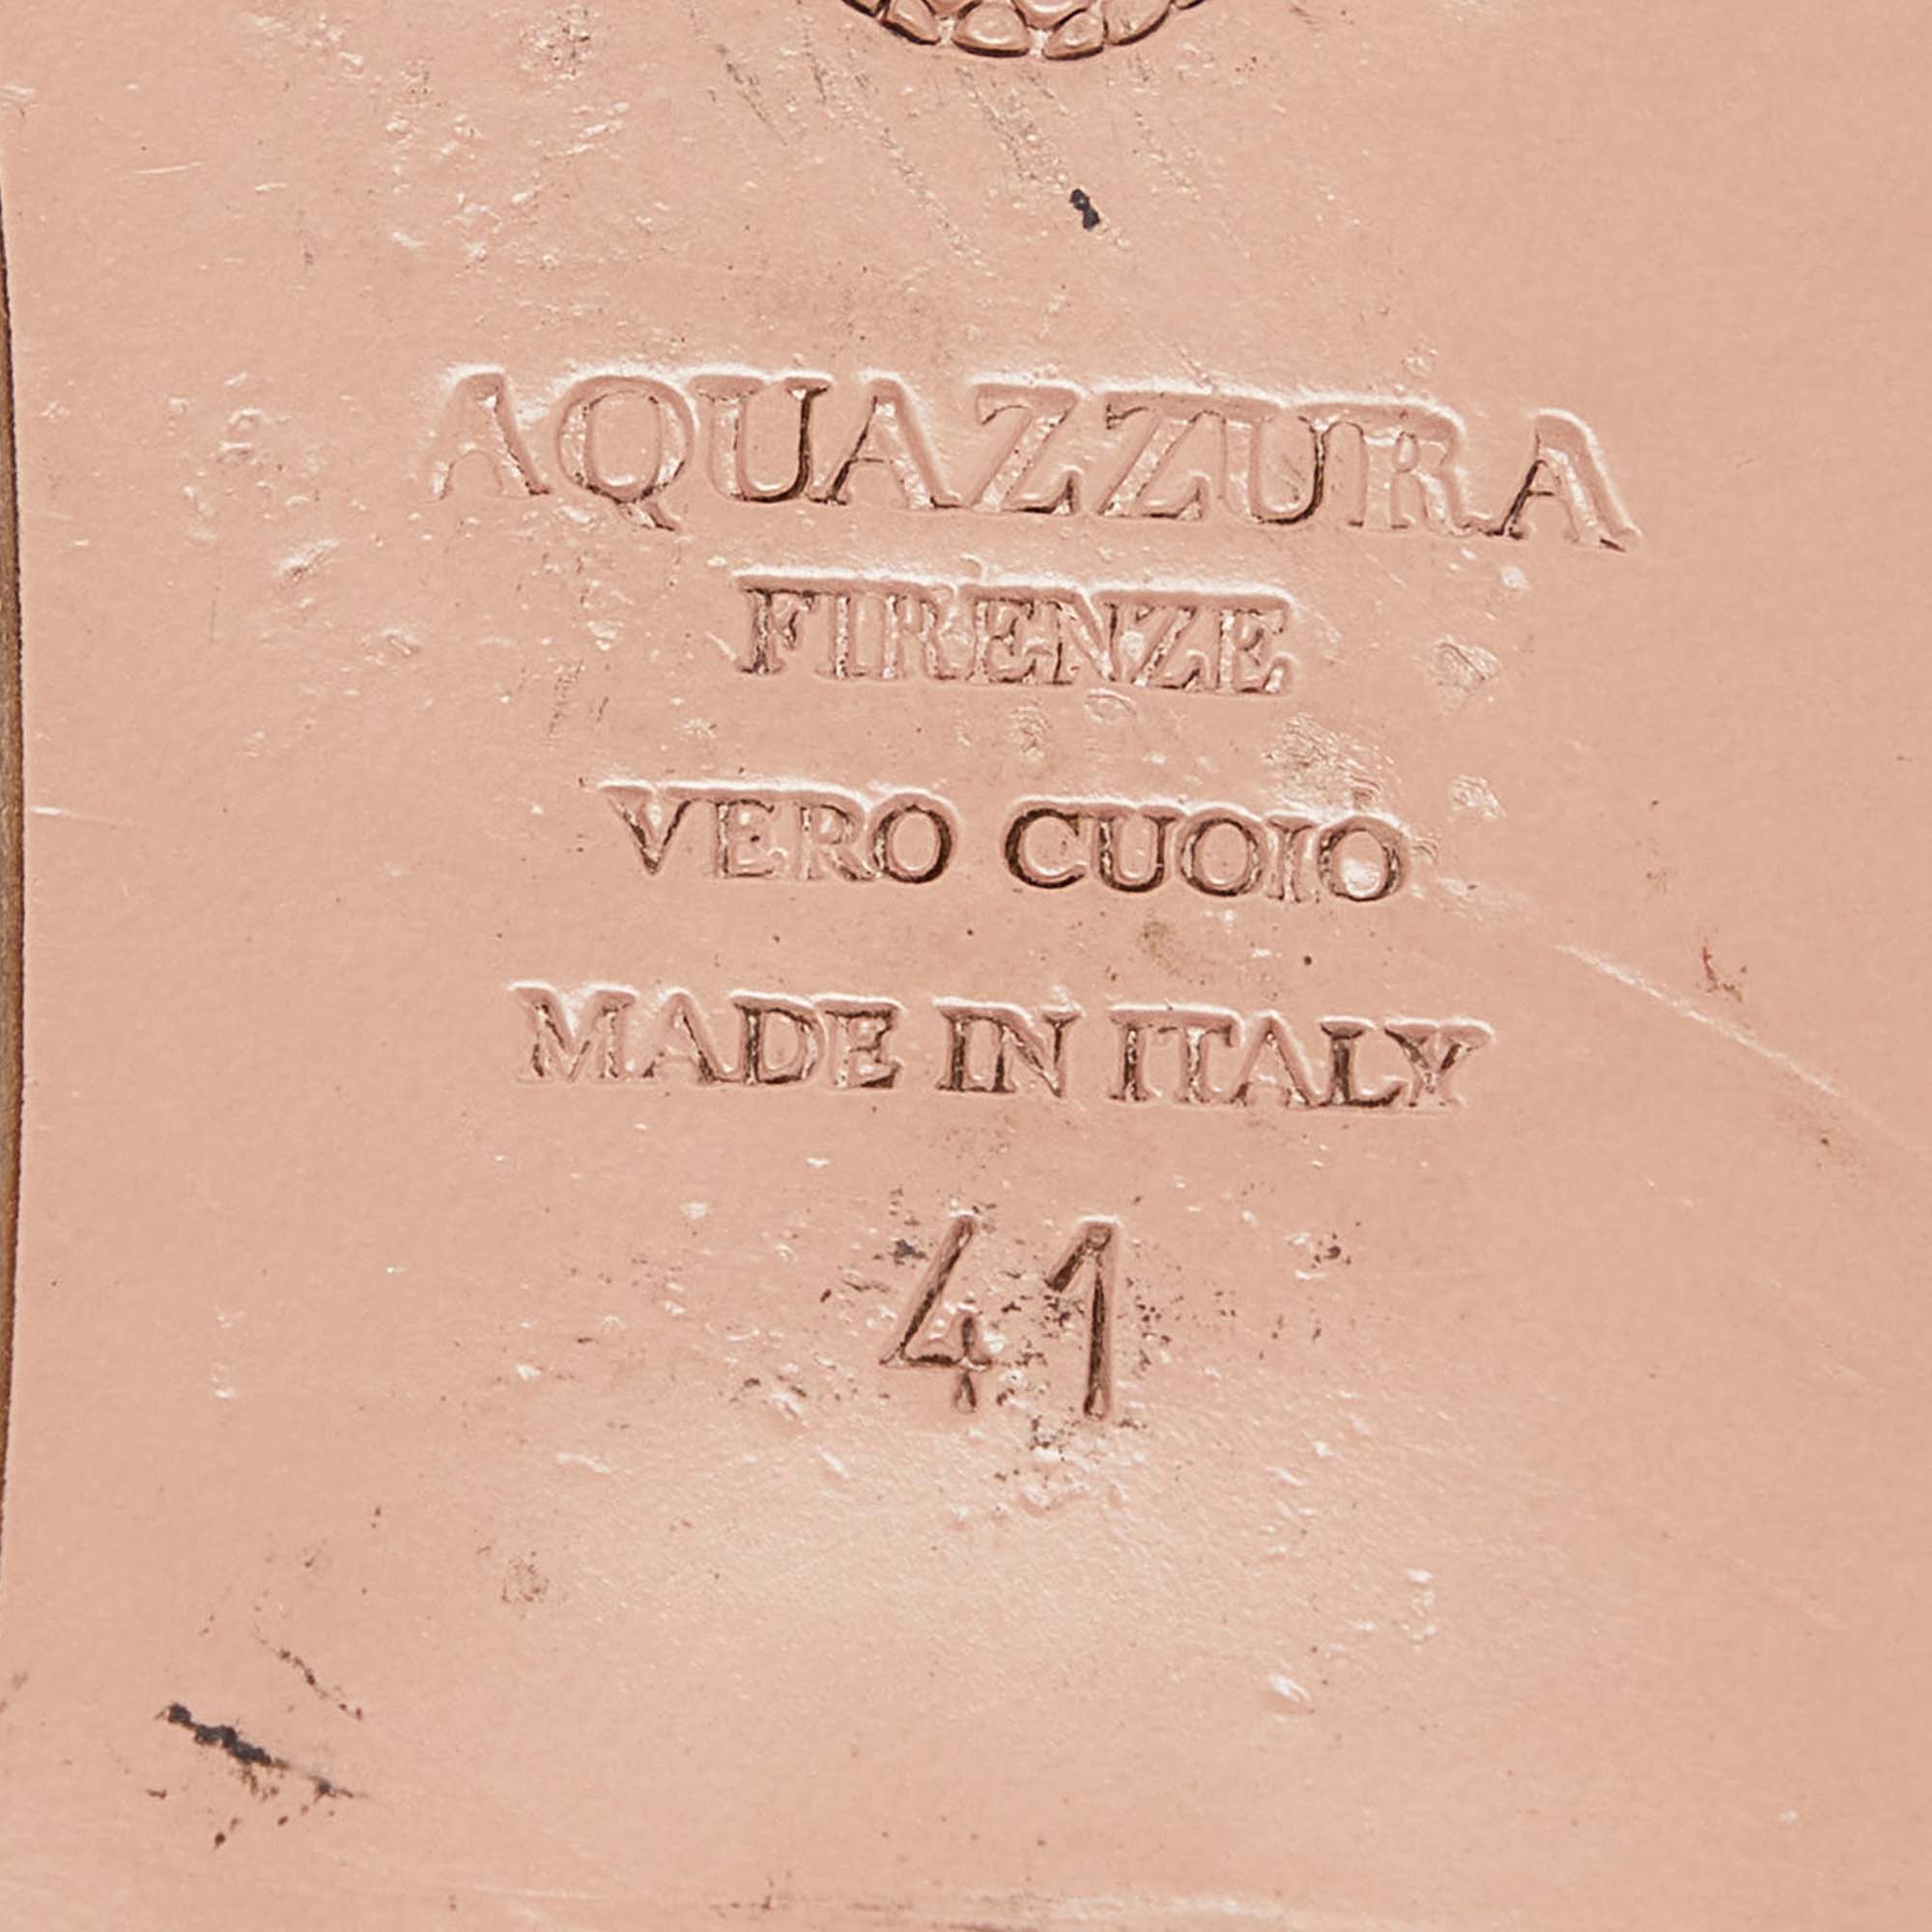 AQUAZZURA
FIRENZE
VERO CUOIO
MADE IN ITALY
41